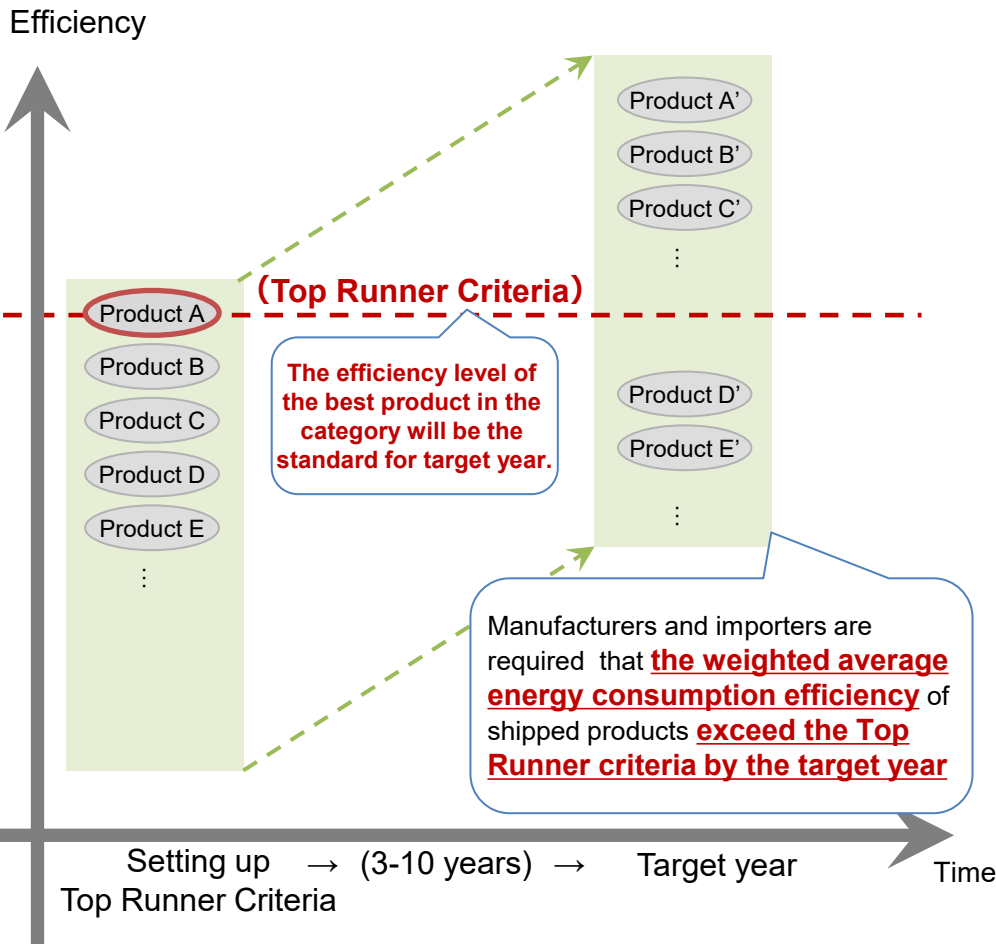 Efficiency
Product A
Product B
Product C
Product D
Product E
⋮
（Top Runner Criteria）
The efficiency level of
the best product in the
category will be the
standard for target year.
Product A’
Product B’
Product C’
⋮
Product D’
Product E’
⋮
Manufacturers and importers are
required that the weighted average
energy consumption efficiency of
shipped products exceed the Top
Runner criteria by the target year
Setting up → (3-10 years) → Target year
Top Runner Criteria
Time